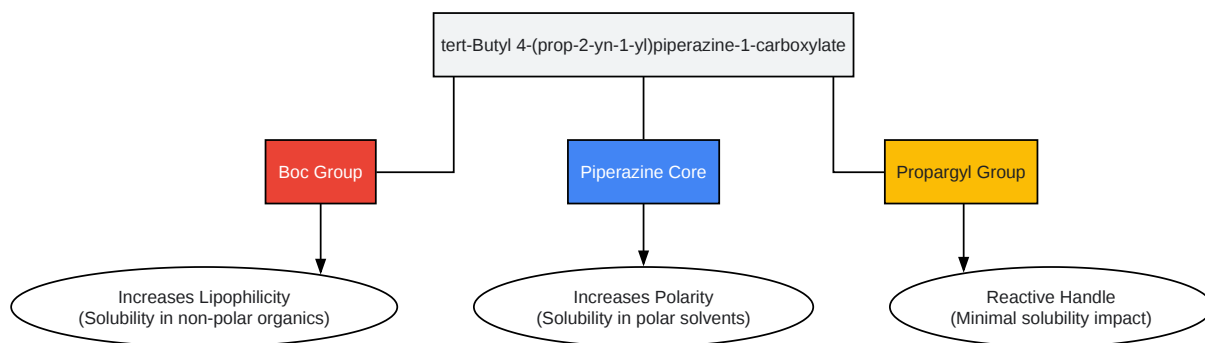 tert-Butyl 4-(prop-2-yn-1-yl)piperazine-1-carboxylate
Boc Group
Piperazine Core
Propargyl Group
Increases Lipophilicity
(Solubility in non-polar organics)
Increases Polarity
(Solubility in polar solvents)
Reactive Handle
(Minimal solubility impact)